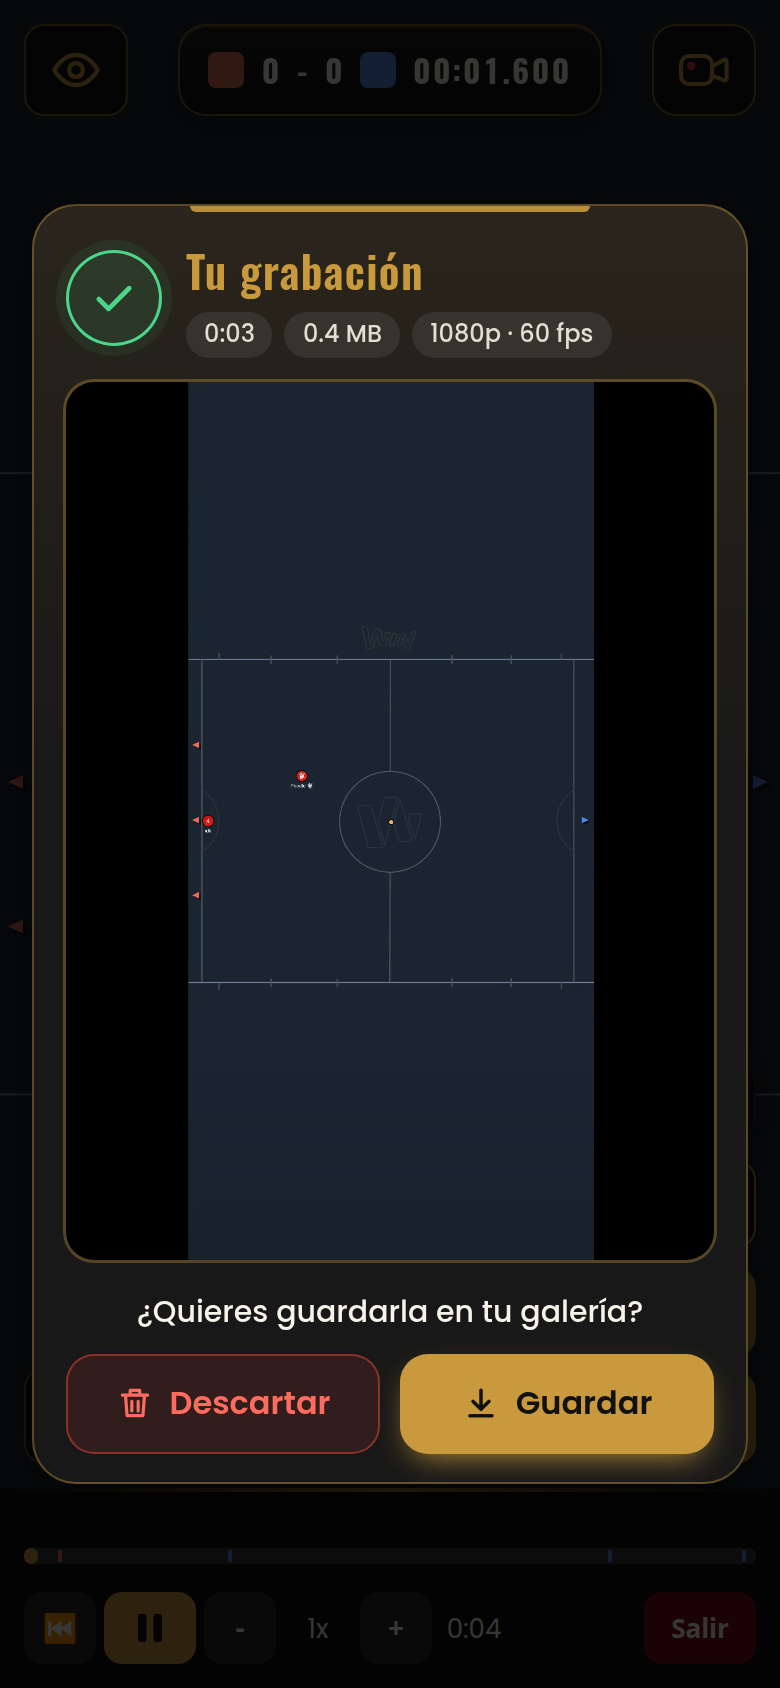 0 - 0 00:01.600
Tu grabación
0:03 0.4 MB 1080p · 60 fps
WIN
W
¿Quieres guardarla en tu galería?
Descartar Guardar
- 1x + 0:04 Salir